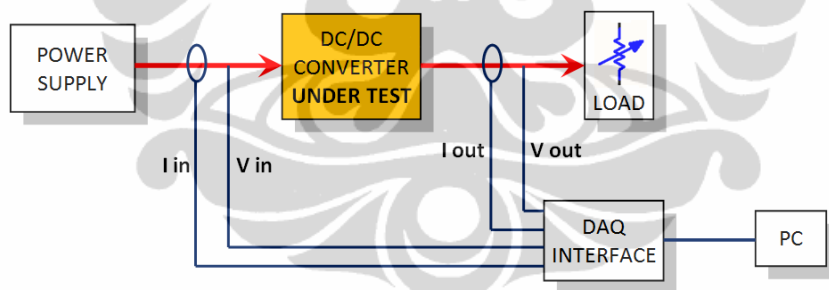 POWER
SUPPLY
DC/DC
CONVERTER
UNDER TEST
LOAD
I in
V in
I out
V out
DAQ
INTERFACE
PC